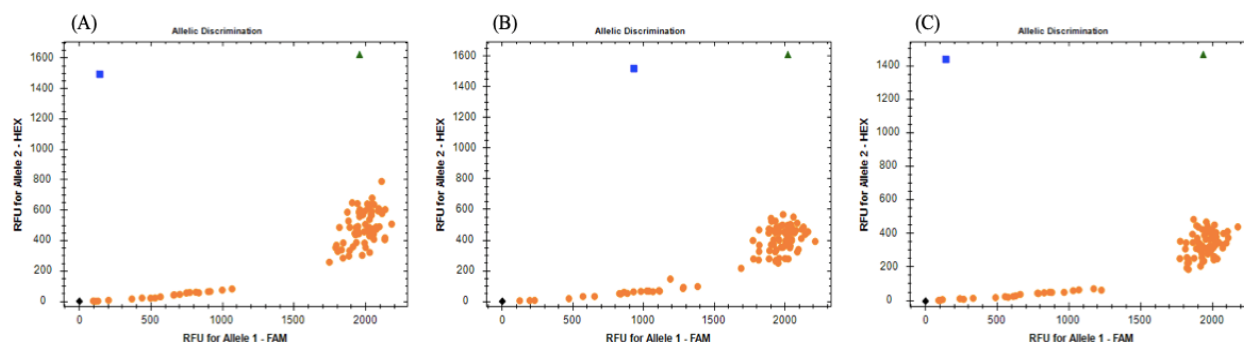 (A)
Allelic Discrimination
RFU for Allele 2 - HEX
1600
1400
1200
1000
800
600
400
200
0
0 500 1000 1500 2000
RFU for Allele 1 - FAM
(B)
Allelic Discrimination
RFU for Allele 2 - HEX
1600
1400
1200
1000
800
600
400
200
0
0 500 1000 1500 2000
RFU for Allele 1 - FAM
(C)
Allelic Discrimination
RFU for Allele 2 - HEX
1400
1200
1000
800
600
400
200
0
0 500 1000 1500 2000
RFU for Allele 1 - FAM